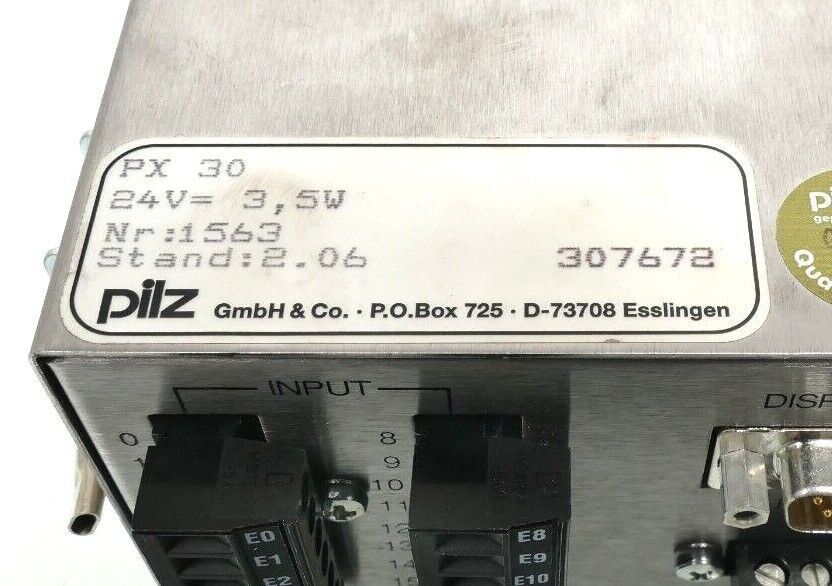 PX 30
24V= 3,5W
Nr:1563
Stand:2.06 307672
pilz GmbH & Co. · P.O.Box 725 · D-73708 Esslingen
INPUT
0 8
9
10
11
12
13
14
15
E0 E8
E1 E9
E2 E10